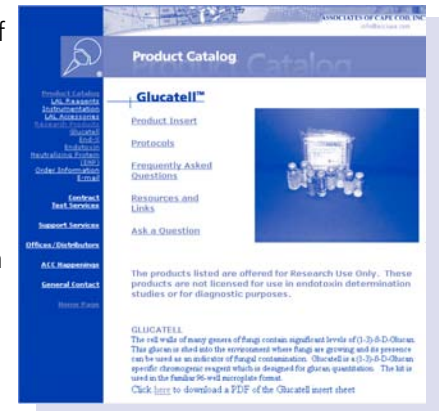 ASSOCIATES OF CAPE COD, INC
Product Catalog
Product Catalog
LAL Reagents
Instrumentation
LAL Accessories
Research Products
Glucatell
End-X
Endotoxin
Neutralizing Protein
(ENP)
Order Information
E-mail
Contract
Test Services
Support Services
Offices/Distributors
ACC Happenings
General Contact
Home Page
Glucatell™
Product Insert
Protocols
Frequently Asked
Questions
Resources and
Links
Ask a Question
The products listed are offered for Research Use Only. These
products are not licensed for use in endotoxin determination
studies or for diagnostic purposes.
GLUCATELL
The cell walls of many genera of fungi contain significant levels of (1-3)-ß-D-Glucan.
This glucan is shed into the environment where fungi are growing and its presence
can be used as an indicator of fungal contamination. Glucatell is a (1-3)-ß-D-Glucan
specific chromogenic reagent which is designed for glucan quantitation. The kit is
used in the familiar 96-well microplate format.
Click here to download a PDF of the Glucatell insert sheet